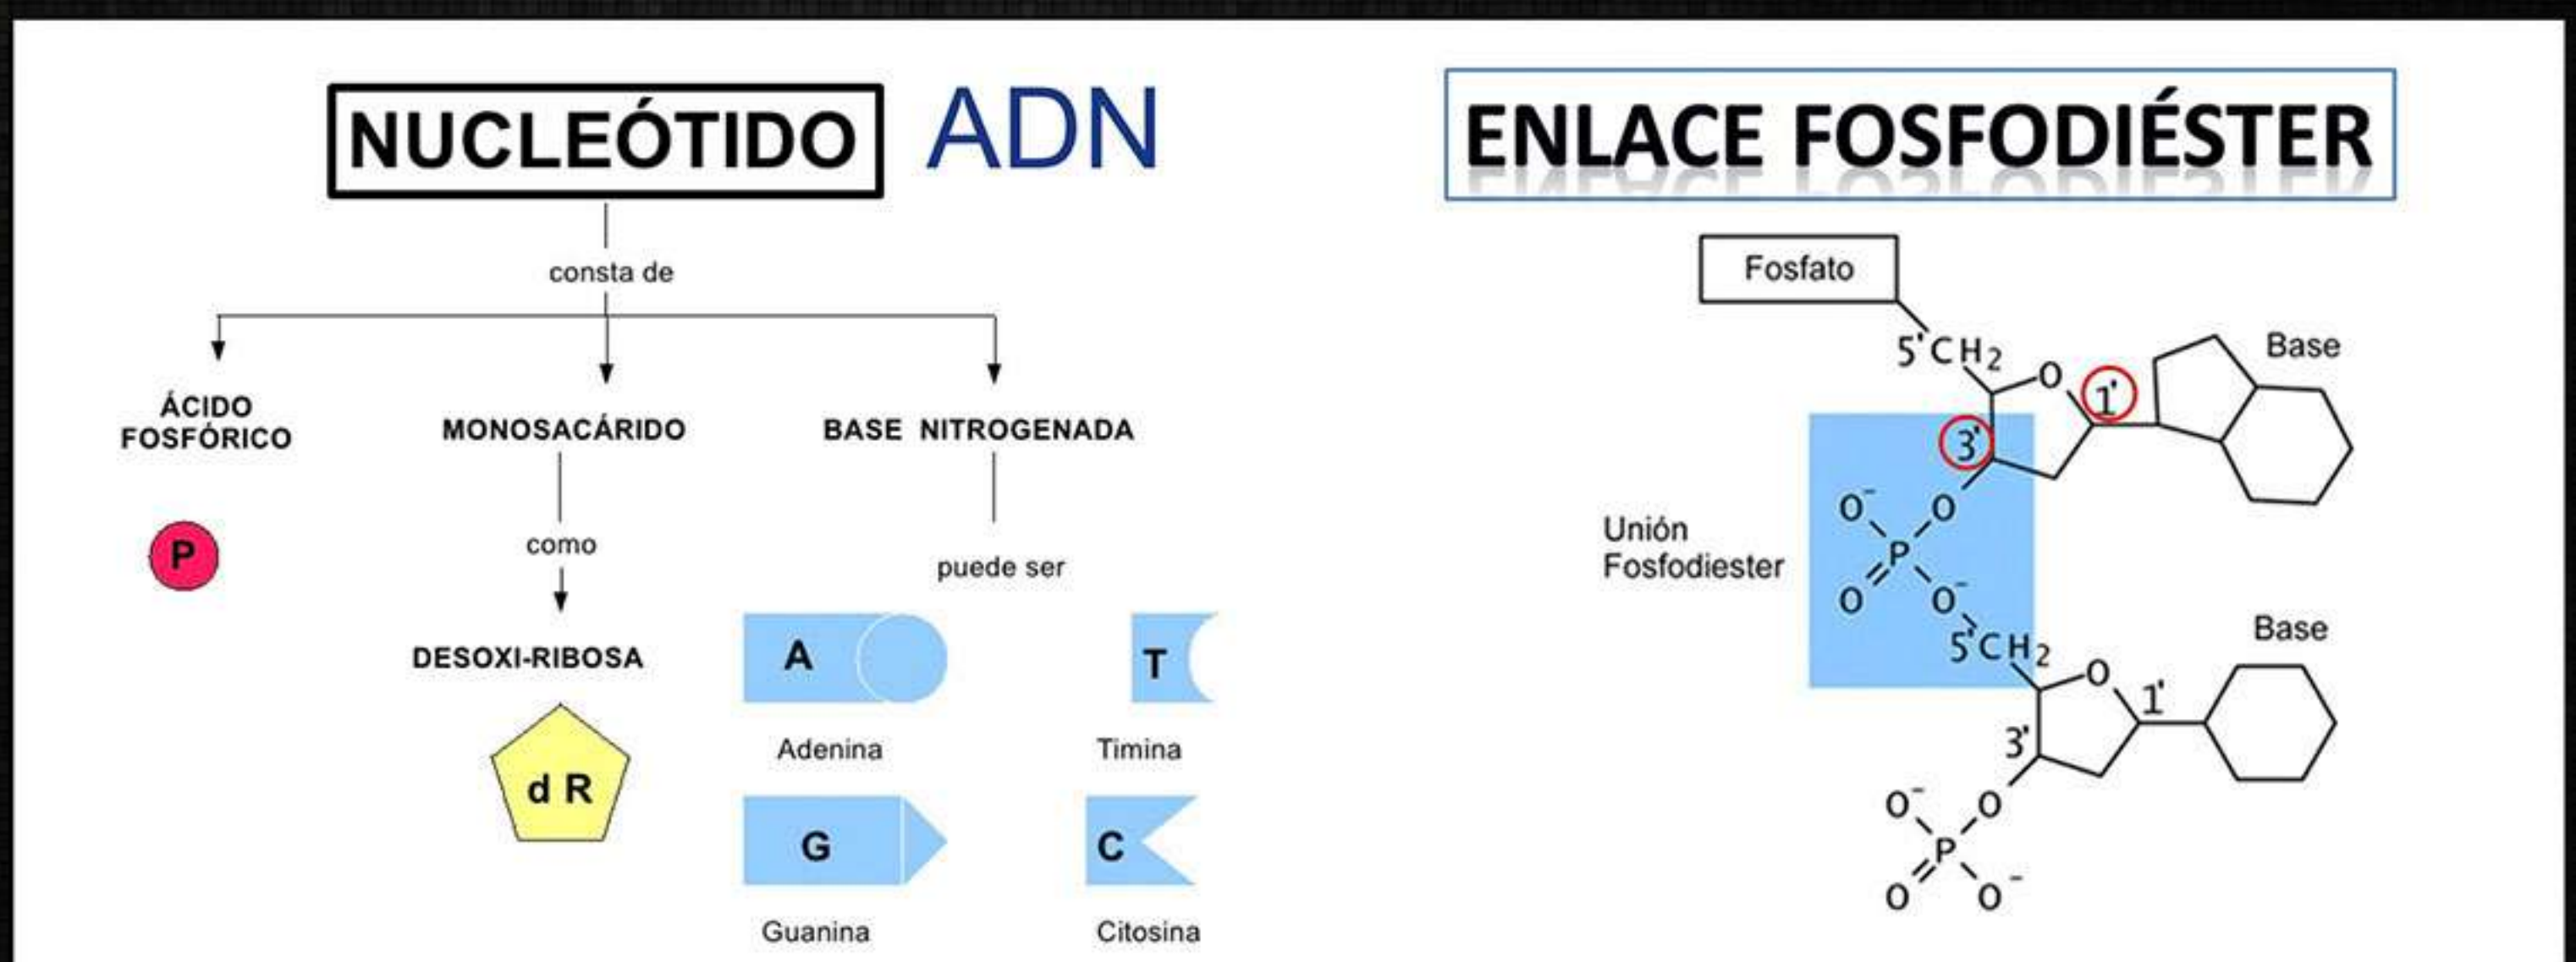 NUCLEÓTIDO ADN
consta de
ÁCIDO
FOSFÓRICO
MONOSACÁRIDO
BASE NITROGENADA
P
como
puede ser
DESOXI-RIBOSA
d R
A
T
Adenina
Timina
G
C
Guanina
Citosina
ENLACE FOSFODIÉSTER
Fosfato
5'CH2
O
1'
Base
3'
O-
O
P
O
O-
Unión
Fosfodiester
5'CH2
O
1'
Base
3'
O-
O
P
O
O-